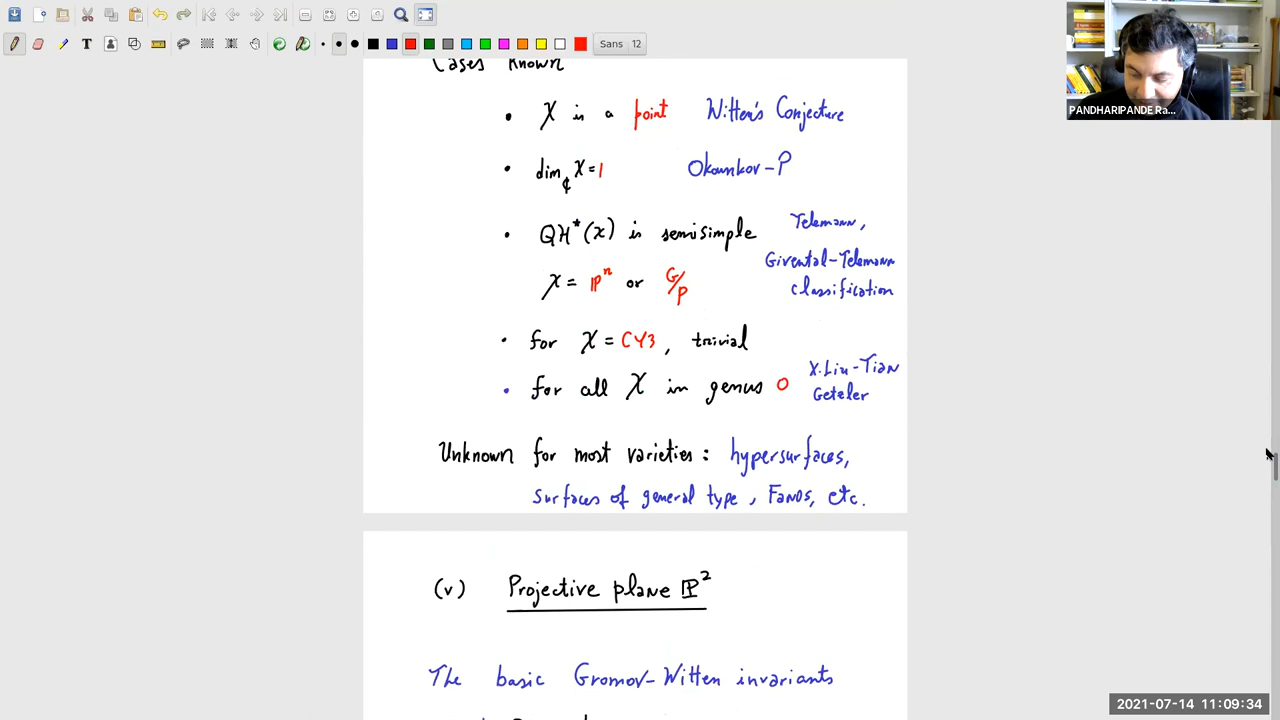 Sans 12
PANDHARIPANDE Ra...
Cases Known
• X is a point Witten's Conjecture
• dim_ℂ X = 1 Okounkov - P
• QH*(X) is semisimple Telemann,
Givental-Telemann
X = ℙⁿ or G/P classification
• for X = CY3, trivial
X. Liu - Tian
• for all X in genus 0 Getzler
Unknown for most varieties : hypersurfaces,
surfaces of general type, Fanos, etc.
(v) Projective plane ℙ²
The basic Gromov-Witten invariants
2021-07-14 11:09:34